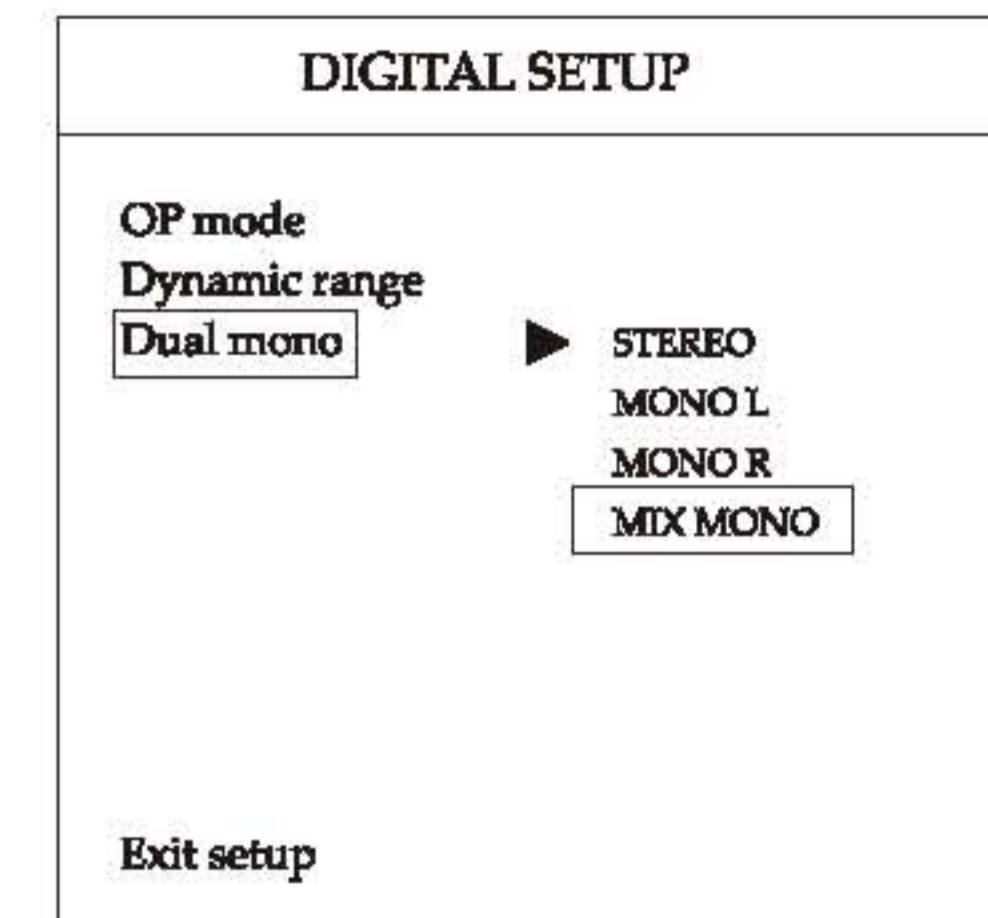 DIGITAL SETUP
OP mode
Dynamic range
Dual mono ▶ STEREO
MONO L
MONO R
MIX MONO
Exit setup